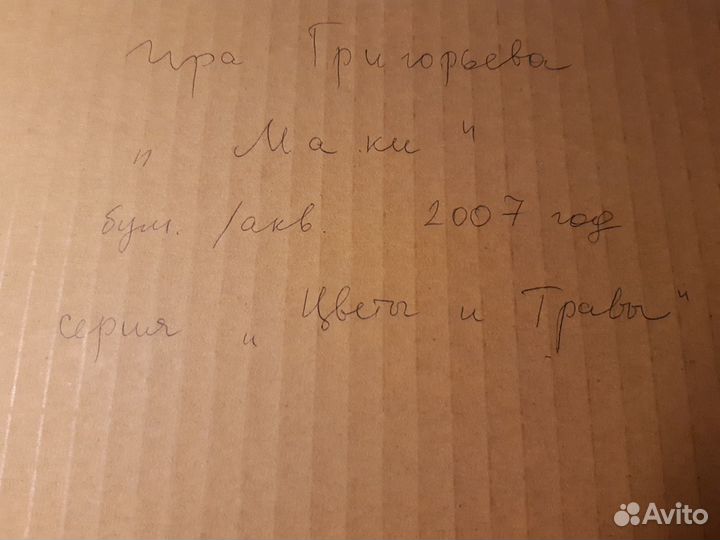 Ира Григорьева
„Маки"
бум. /акв. 2007 год
серия „Цветы и Травы"
Avito